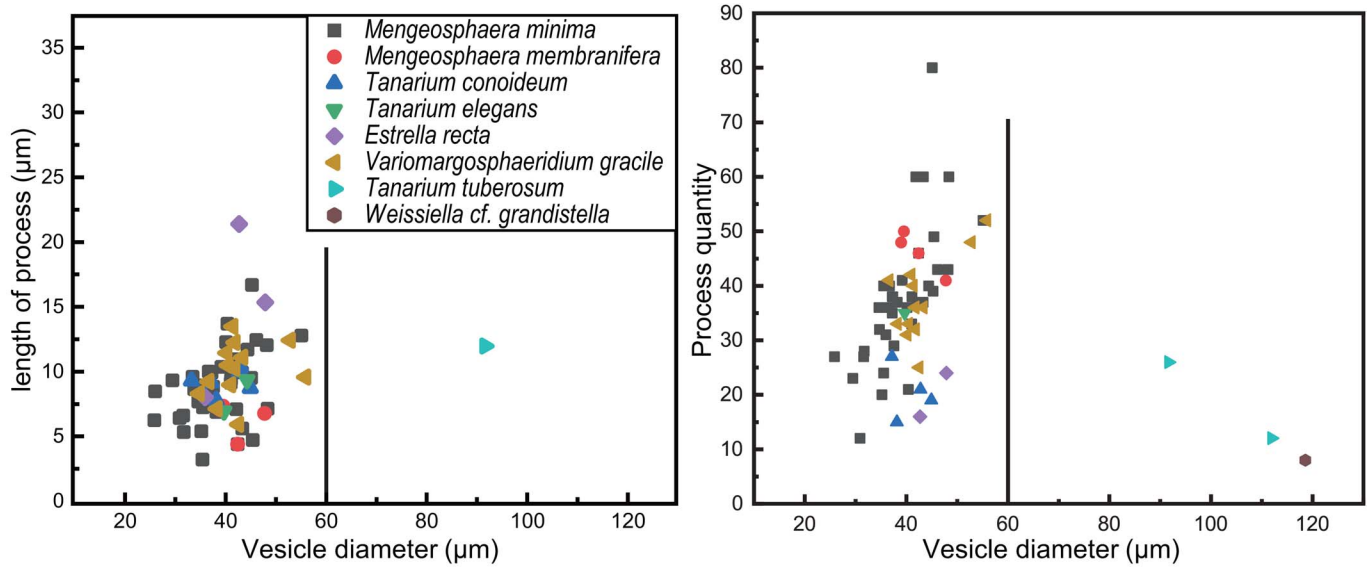 35
30
25
20
15
10
5
0
length of process (µm)
20
40
60
80
100
120
Vesicle diameter (µm)
Mengeosphaera minima
Mengeosphaera membranifera
Tanarium conoideum
Tanarium elegans
Estrella recta
Variomargosphaeridium gracile
Tanarium tuberosum
Weissiella cf. grandistella
90
80
70
60
50
40
30
20
10
0
Process quantity
20
40
60
80
100
120
Vesicle diameter (µm)